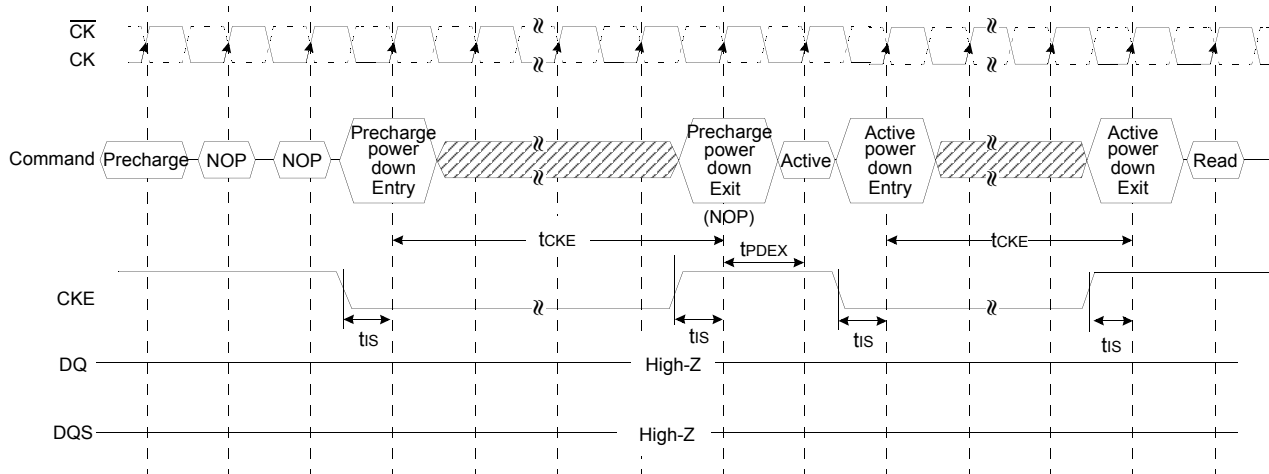 CK
CK
Command
Precharge
NOP
NOP
Precharge
power
down
Entry
Precharge
power
down
Exit
(NOP)
Active
Active
power
down
Entry
Active
power
down
Exit
Read
tCKE
tPDEX
tCKE
CKE
tIS
tIS
tIS
tIS
DQ
High-Z
DQS
High-Z